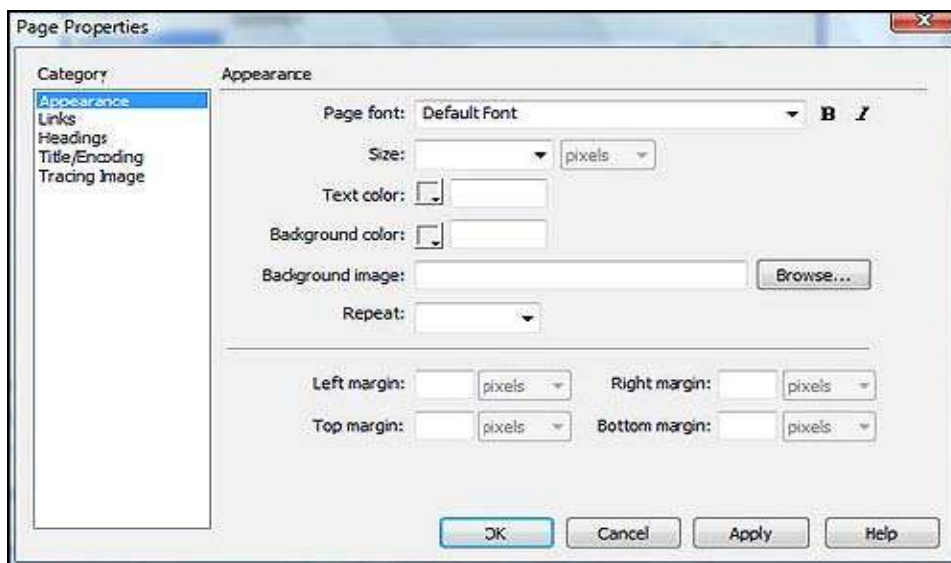 Page Properties
Category
Appearance
Appearance
Links
Headings
Title/Encoding
Tracing Image
Page font: Default Font B I
Size: pixels
Text color:
Background color:
Background image: Browse...
Repeat:
Left margin: pixels Right margin: pixels
Top margin: pixels Bottom margin: pixels
OK Cancel Apply Help